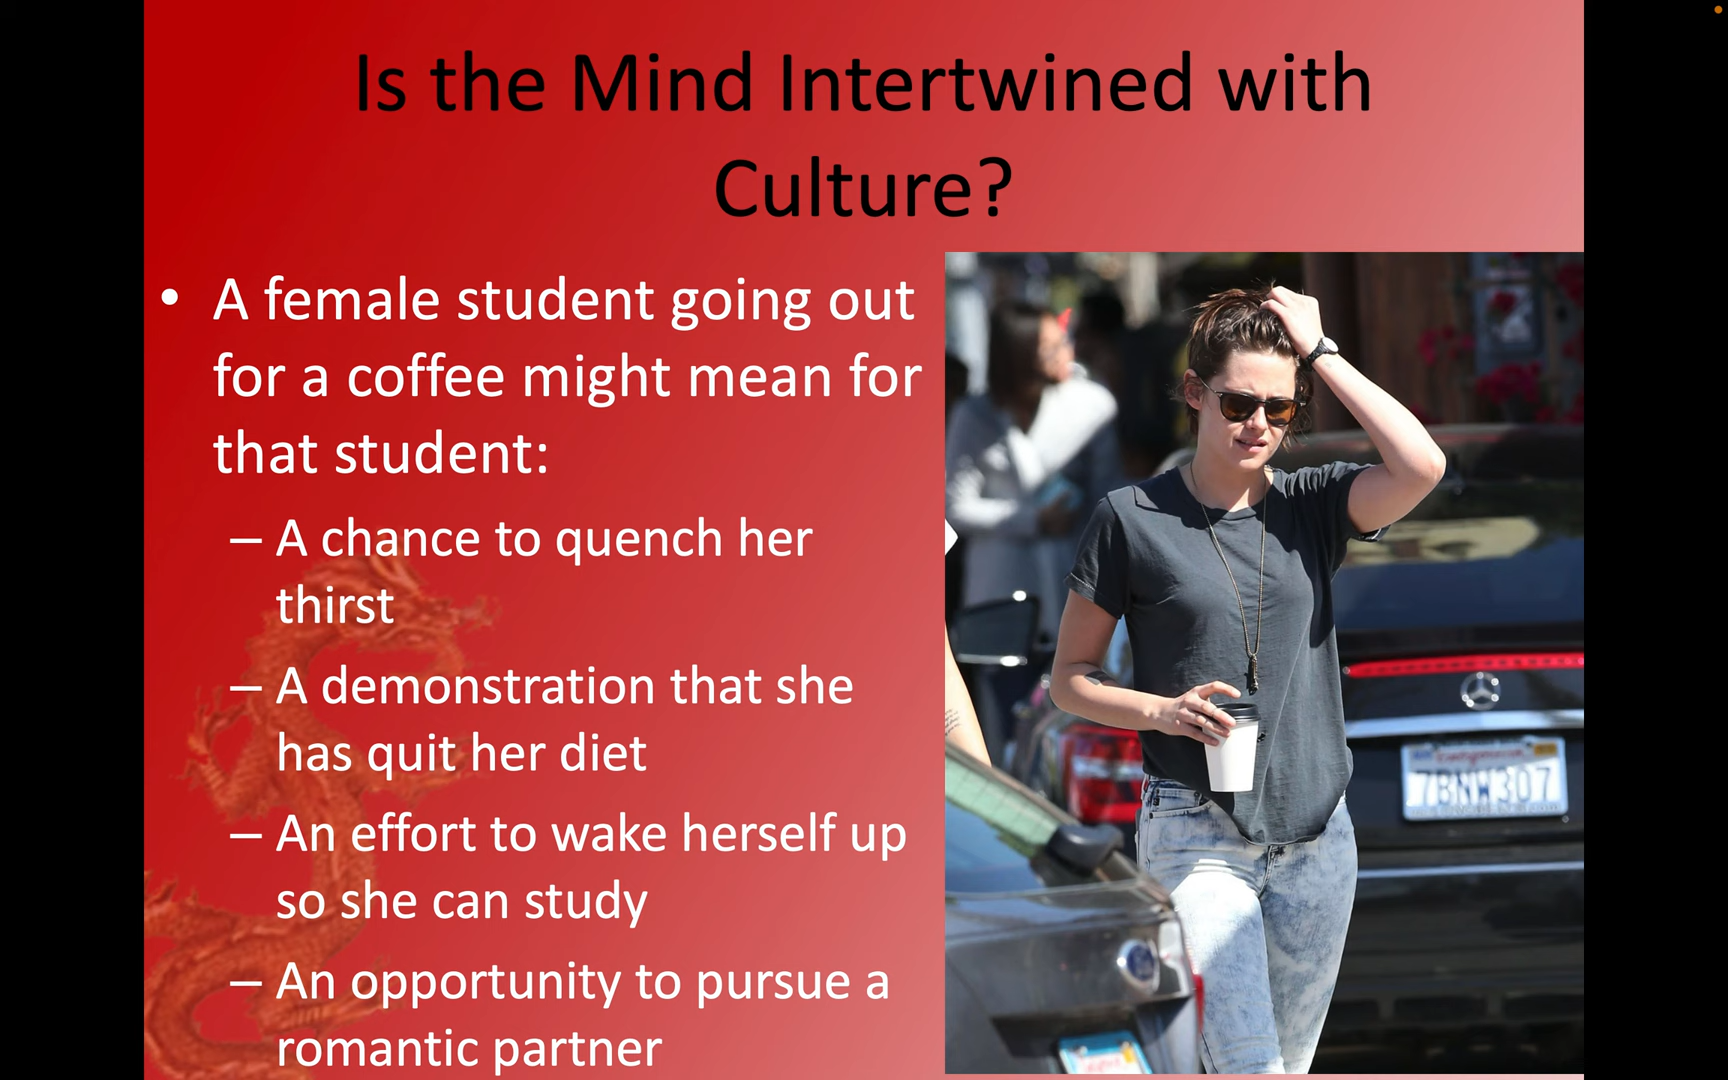 Is the Mind Intertwined with
Culture?
• A female student going out
for a coffee might mean for
that student:
– A chance to quench her
thirst
– A demonstration that she
has quit her diet
– An effort to wake herself up
so she can study
– An opportunity to pursue a
romantic partner
7BNW307